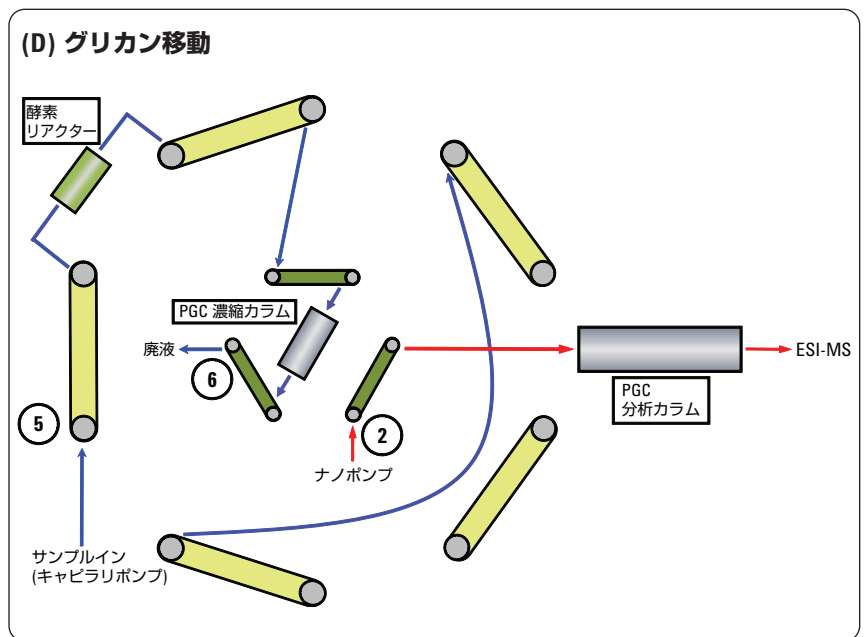 (D) グリカン移動
酵素
リアクター
PGC 濃縮カラム
廃液
6
ESI-MS
PGC
分析カラム
5
2
ナノポンプ
サンプルイン
(キャピラリポンプ)